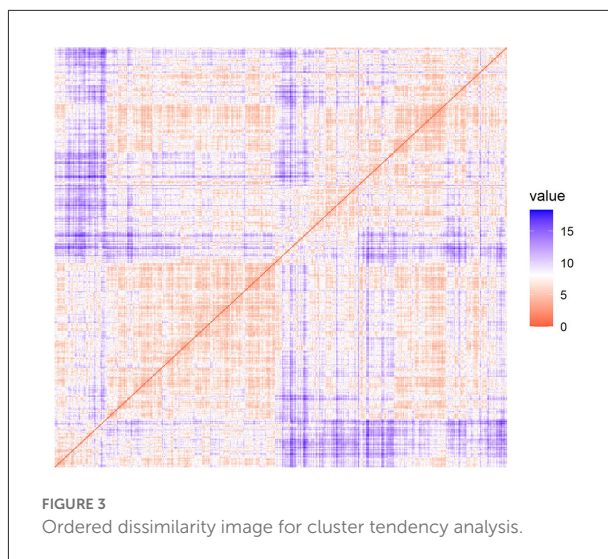 value
15
10
5
0
FIGURE 3
Ordered dissimilarity image for cluster tendency analysis.